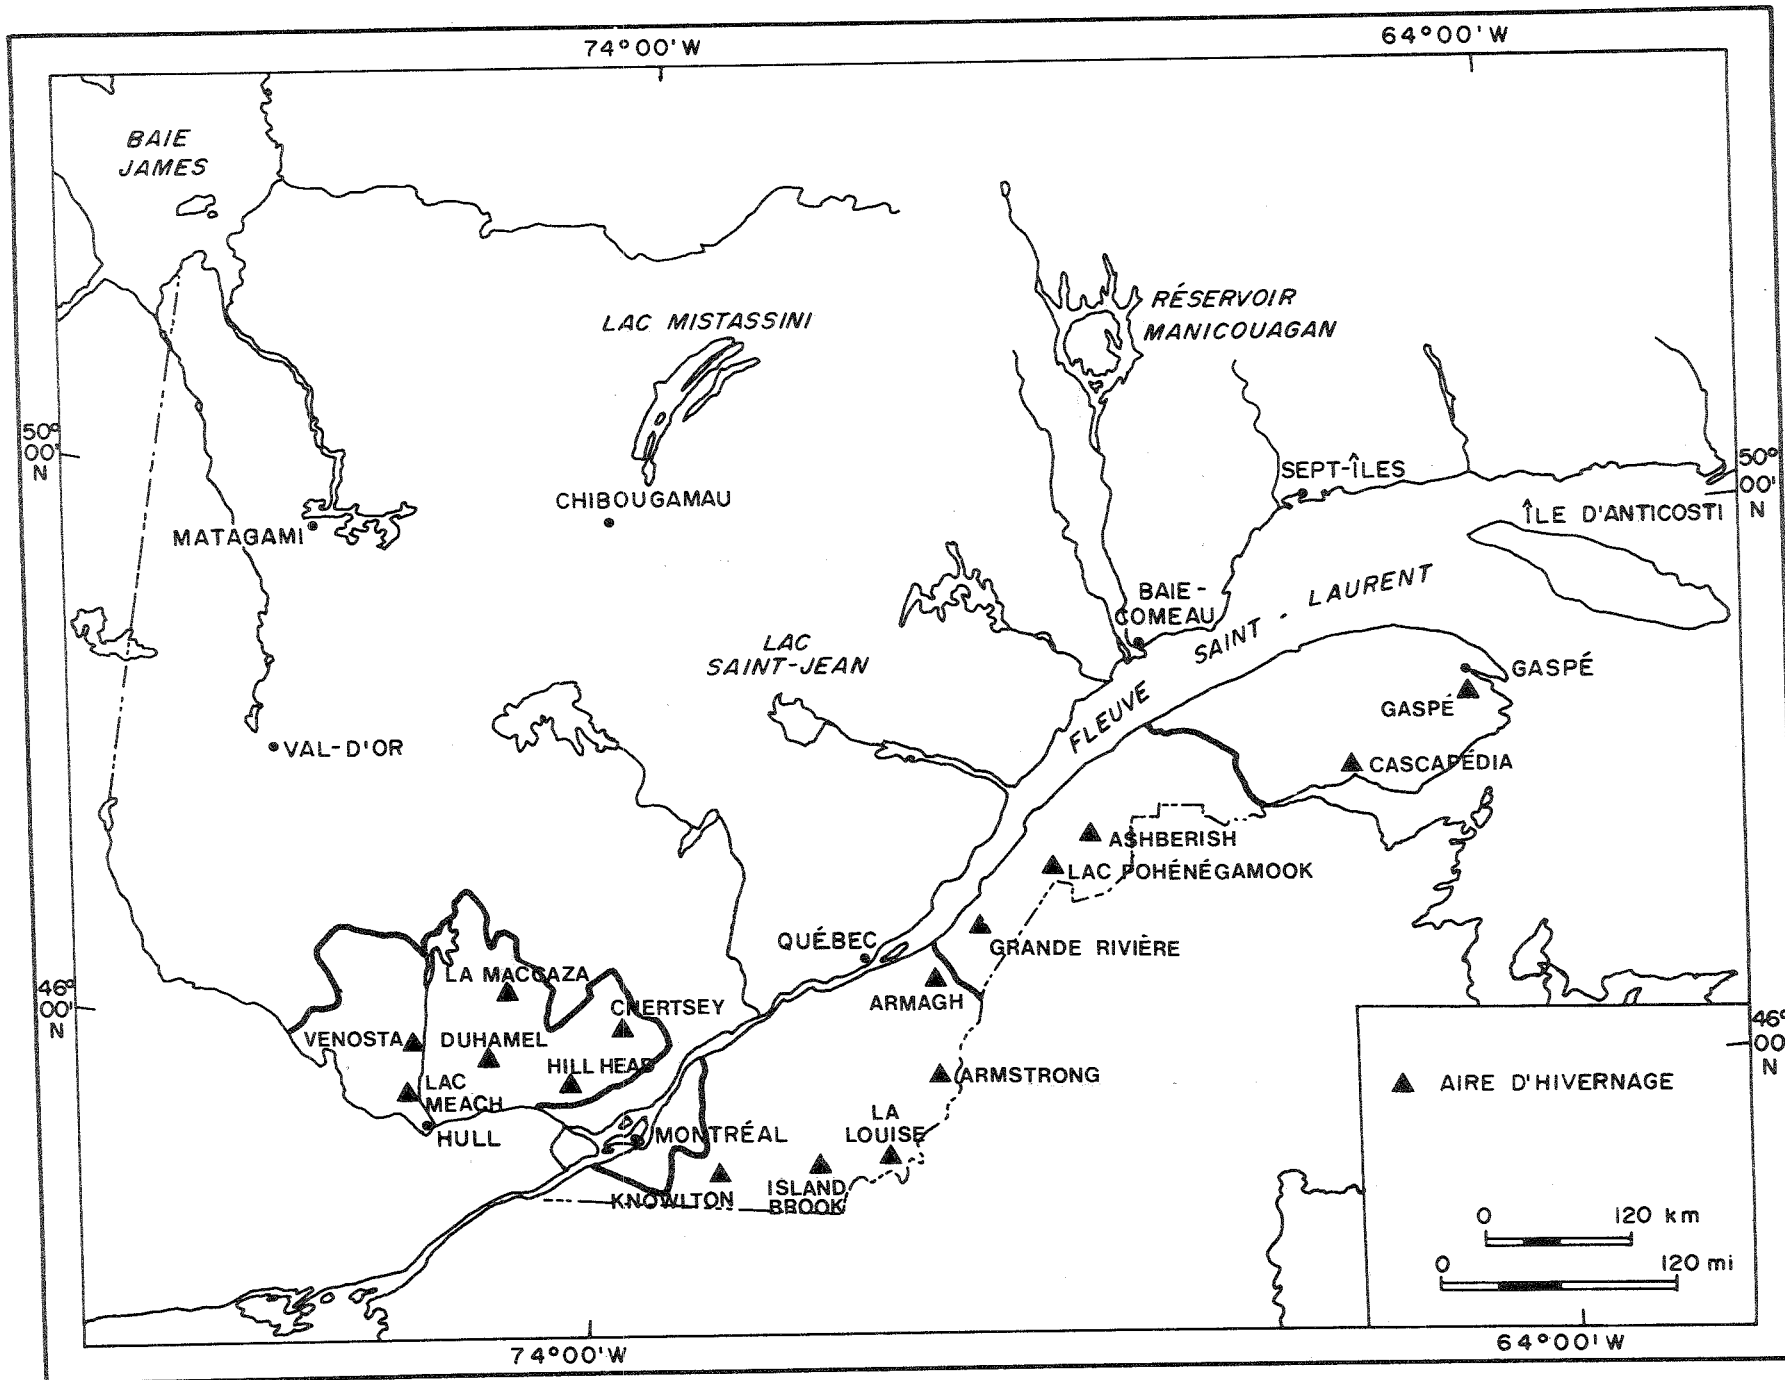 74°00'W
64°00'W
BAIE
JAMES
RÉSERVOIR
MANICOUAGAN
LAC MISTASSINI
50°
00'
N
50°
00'
N
SEPT-ÎLES
CHIBOUGAMAU
ÎLE D'ANTICOSTI
MATAGAMI
BAIE-
COMEAU
FLEUVE SAINT-LAURENT
LAC
SAINT-JEAN
GASPÉ
GASPÉ
VAL-D'OR
CASCAPÉDIA
ASHBERISH
LAC POHÉNÉGAMOOK
QUÉBEC
GRANDE RIVIÈRE
LA MACCAZA
ARMAGH
46°
00'
N
46°
00'
N
CHERTSEY
VENOSTA
DUHAMEL
HILL HEAD
ARMSTRONG
LAC
MEACH
HULL
LA
LOUISE
MONTRÉAL
KNOWLTON
ISLAND
BROOK
AIRE D'HIVERNAGE
0 120 km
0 120 mi
74°00'W
64°00'W